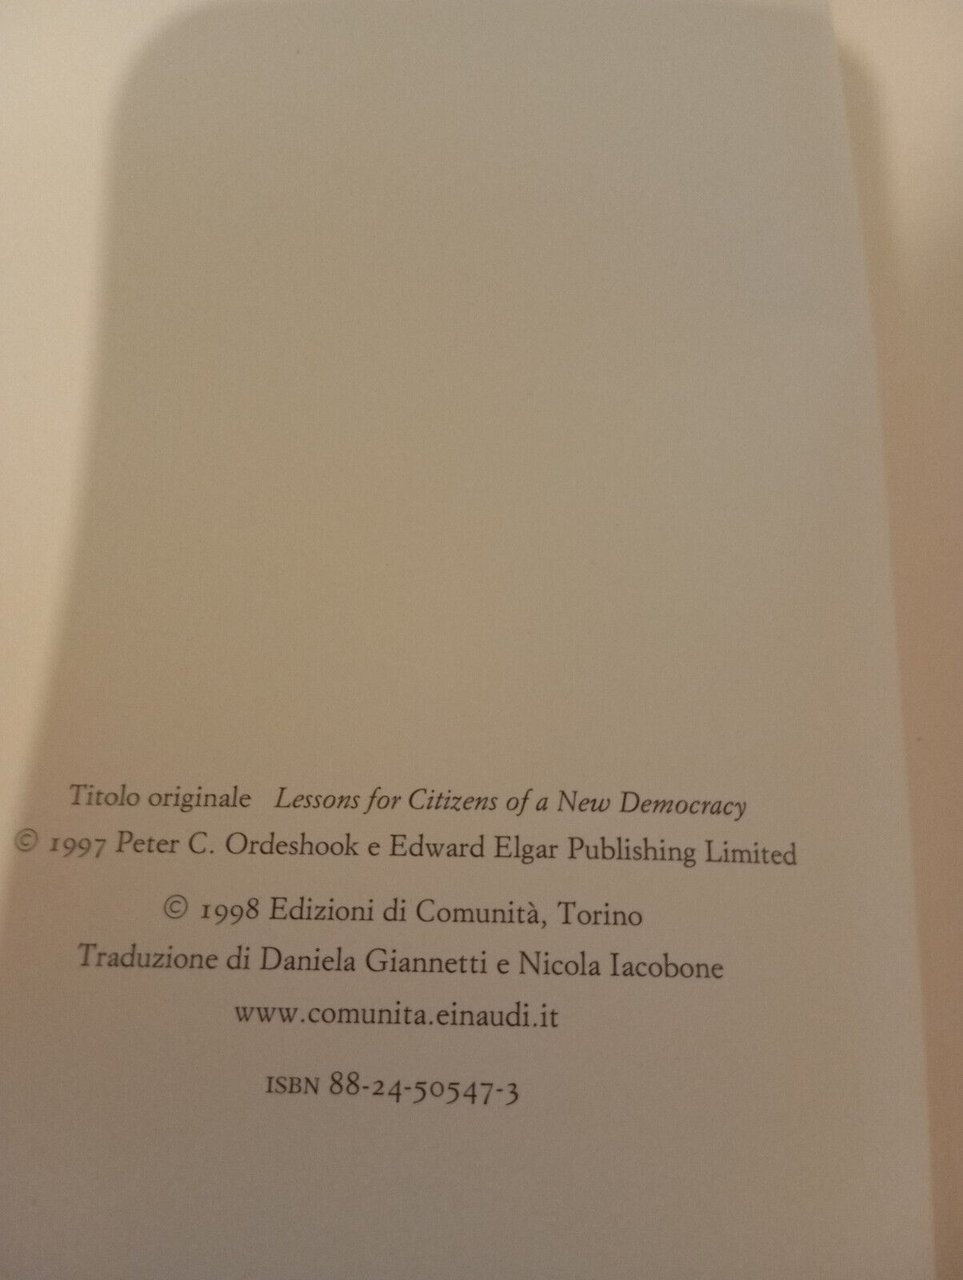 Titolo originale Lessons for Citizens of a New Democracy
© 1997 Peter C. Ordeshook e Edward Elgar Publishing Limited
© 1998 Edizioni di Comunità, Torino
Traduzione di Daniela Giannetti e Nicola Iacobone
www.comunita.einaudi.it
ISBN 88-24-50547-3